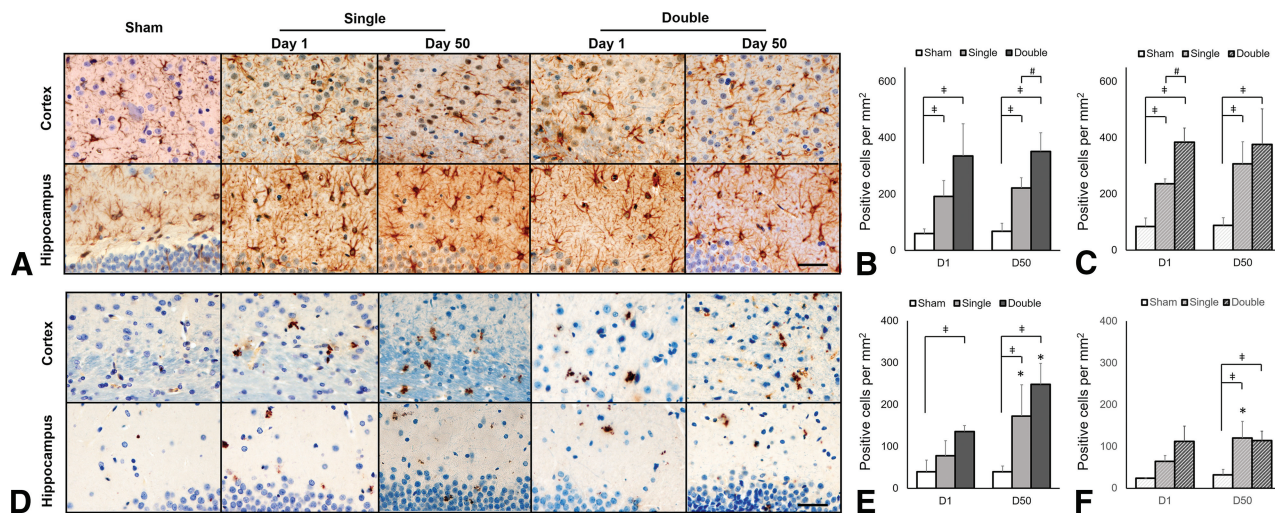 Sham
Single
Double
Day 1
Day 50
Day 1
Day 50
Cortex
Hippocampus
A
Sham Single Double
Positive cells per mm²
600
400
200
0
ǂ
ǂ
ǂ
ǂ
#
D1
D50
B
Sham Single Double
Positive cells per mm²
600
400
200
0
ǂ
ǂ
#
ǂ
ǂ
D1
D50
C
Cortex
Hippocampus
D
Sham Single Double
Positive cells per mm²
400
300
200
100
0
ǂ
ǂ
ǂ
*
*
D1
D50
E
Sham Single Double
Positive cells per mm²
400
300
200
100
0
ǂ
ǂ
*
D1
D50
F